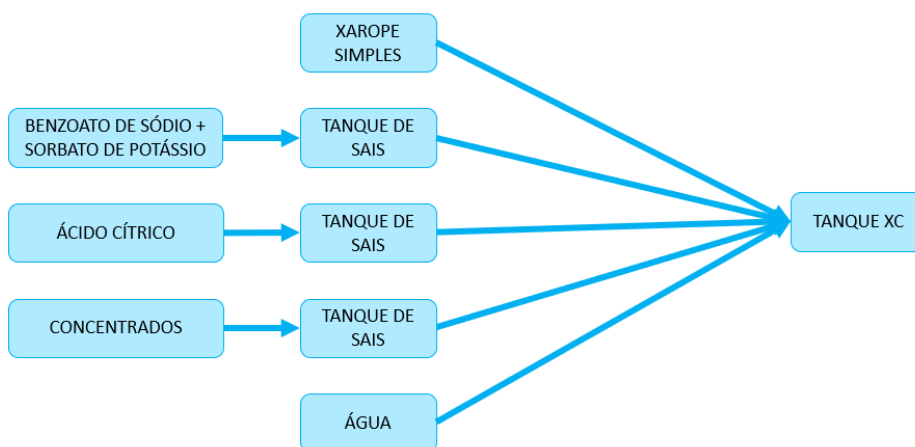 XAROPE
SIMPLES
BENZOATO DE SÓDIO +
SORBATO DE POTÁSSIO
TANQUE DE
SAIS
ÁCIDO CÍTRICO
TANQUE DE
SAIS
TANQUE XC
CONCENTRADOS
TANQUE DE
SAIS
ÁGUA